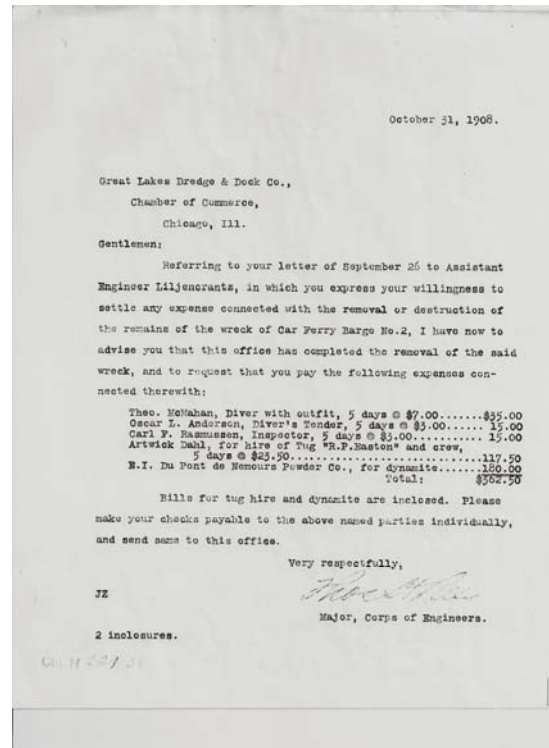 October 31, 1908.
Great Lakes Dredge & Dock Co.,
Chamber of Commerce,
Chicago, Ill.
Gentlemen:
Referring to your letter of September 26 to Assistant
Engineer Liljencrantz, in which you express your willingness to
settle any expense connected with the removal or destruction of
the remains of the wreck of Car Ferry Barge No.2, I have now to
advise you that this office has completed the removal of the said
wreck, and to request that you pay the following expenses con-
nected therewith:
Theo. McMahan, Diver with outfit, 5 days @ $7.00.......$35.00
Oscar L. Anderson, Diver's Tender, 5 days @ $3.00...... 15.00
Carl F. Rasmussen, Inspector, 5 days @ $3.00........... 15.00
Artwick Dahl, for hire of Tug "R.P.Easton" and crew,
5 days @ $23.50......................117.50
E.I. Du Pont de Nemours Powder Co., for dynamite......180.00
Total: $362.50
Bills for tug hire and dynamite are inclosed. Please
make your checks payable to the above named parties individually,
and send same to this office.
Very respectfully,
JZ
Major, Corps of Engineers.
2 inclosures.